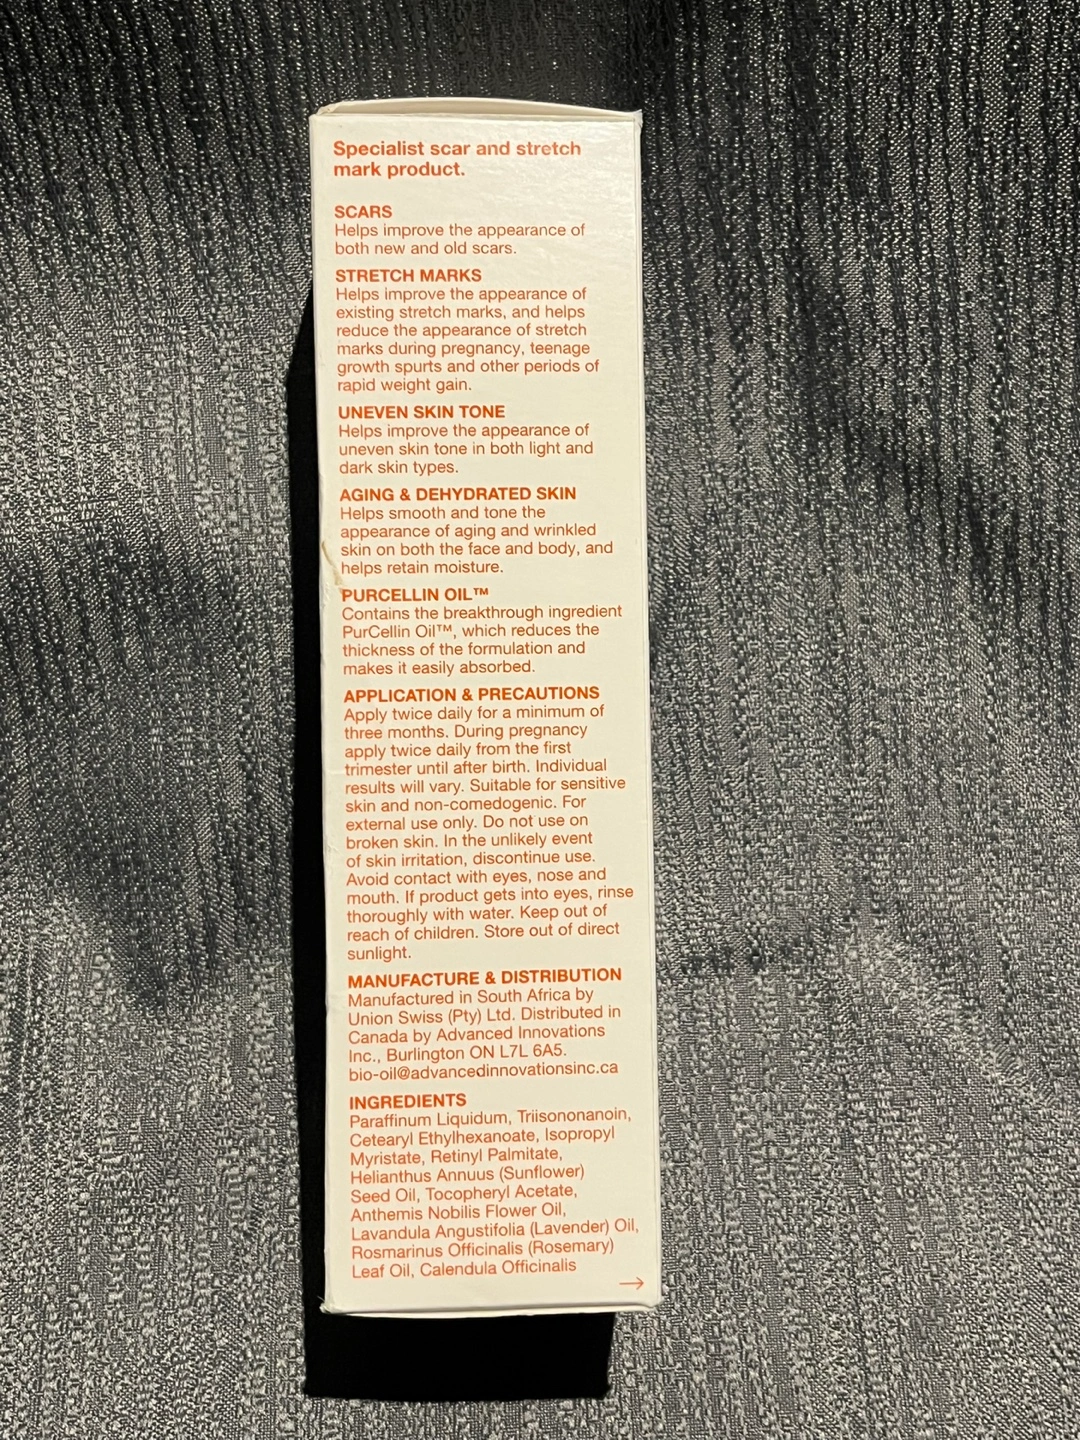 Specialist scar and stretch
mark product.
SCARS
Helps improve the appearance of
both new and old scars.
STRETCH MARKS
Helps improve the appearance of
existing stretch marks, and helps
reduce the appearance of stretch
marks during pregnancy, teenage
growth spurts and other periods of
rapid weight gain.
UNEVEN SKIN TONE
Helps improve the appearance of
uneven skin tone in both light and
dark skin types.
AGING & DEHYDRATED SKIN
Helps smooth and tone the
appearance of aging and wrinkled
skin on both the face and body, and
helps retain moisture.
PURCELLIN OIL™
Contains the breakthrough ingredient
PurCellin Oil™, which reduces the
thickness of the formulation and
makes it easily absorbed.
APPLICATION & PRECAUTIONS
Apply twice daily for a minimum of
three months. During pregnancy
apply twice daily from the first
trimester until after birth. Individual
results will vary. Suitable for sensitive
skin and non-comedogenic. For
external use only. Do not use on
broken skin. In the unlikely event
of skin irritation, discontinue use.
Avoid contact with eyes, nose and
mouth. If product gets into eyes, rinse
thoroughly with water. Keep out of
reach of children. Store out of direct
sunlight.
MANUFACTURE & DISTRIBUTION
Manufactured in South Africa by
Union Swiss (Pty) Ltd. Distributed in
Canada by Advanced Innovations
Inc., Burlington ON L7L 6A5.
bio-oil@advancedinnovationsinc.ca
INGREDIENTS
Paraffinum Liquidum, Triisononanoin,
Cetearyl Ethylhexanoate, Isopropyl
Myristate, Retinyl Palmitate,
Helianthus Annuus (Sunflower)
Seed Oil, Tocopheryl Acetate,
Anthemis Nobilis Flower Oil,
Lavandula Angustifolia (Lavender) Oil,
Rosmarinus Officinalis (Rosemary)
Leaf Oil, Calendula Officinalis
→